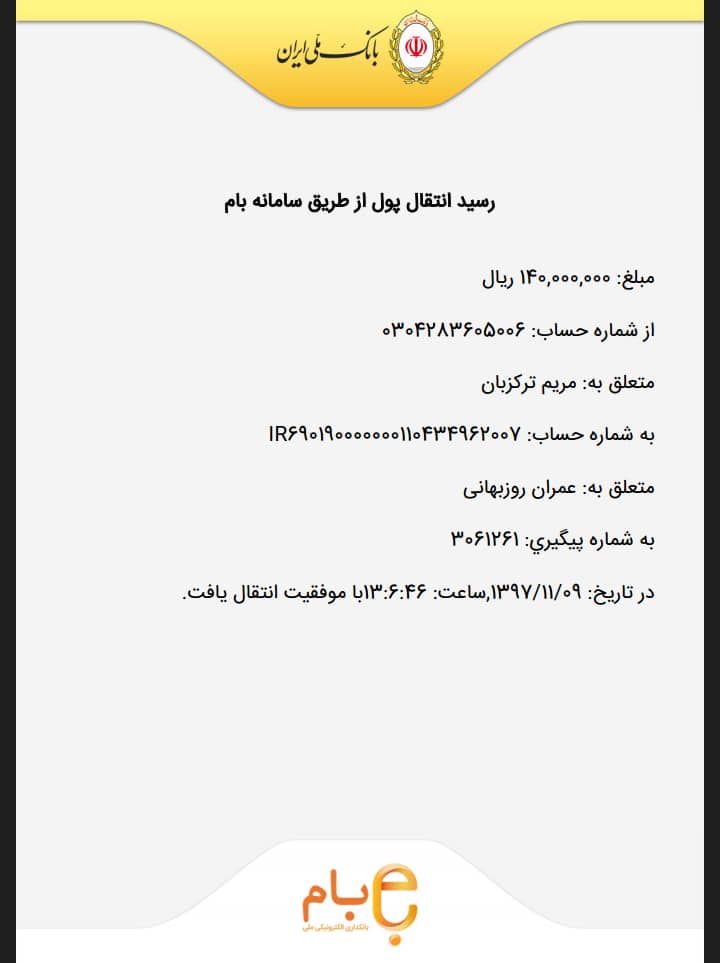 بانک ملی ایران
رسید انتقال پول از طریق سامانه بام
مبلغ: ۱۴۰,۰۰۰,۰۰۰ ریال
از شماره حساب: ۰۳۰۴۲۸۳۶۰۵۰۰۶
متعلق به: مریم ترکزبان
به شماره حساب: IR۶۹۰۱۹۰۰۰۰۰۰۰۱۱۰۴۳۴۹۶۲۰۰۷
متعلق به: عمران روزبهانی
به شماره پیگیري: ۳۰۶۱۲۶۱
در تاریخ: ۱۳۹۷/۱۱/۰۹,ساعت: ۱۳:۶:۴۶با موفقیت انتقال یافت.
بام
بانکداری الکترونیکی ملی